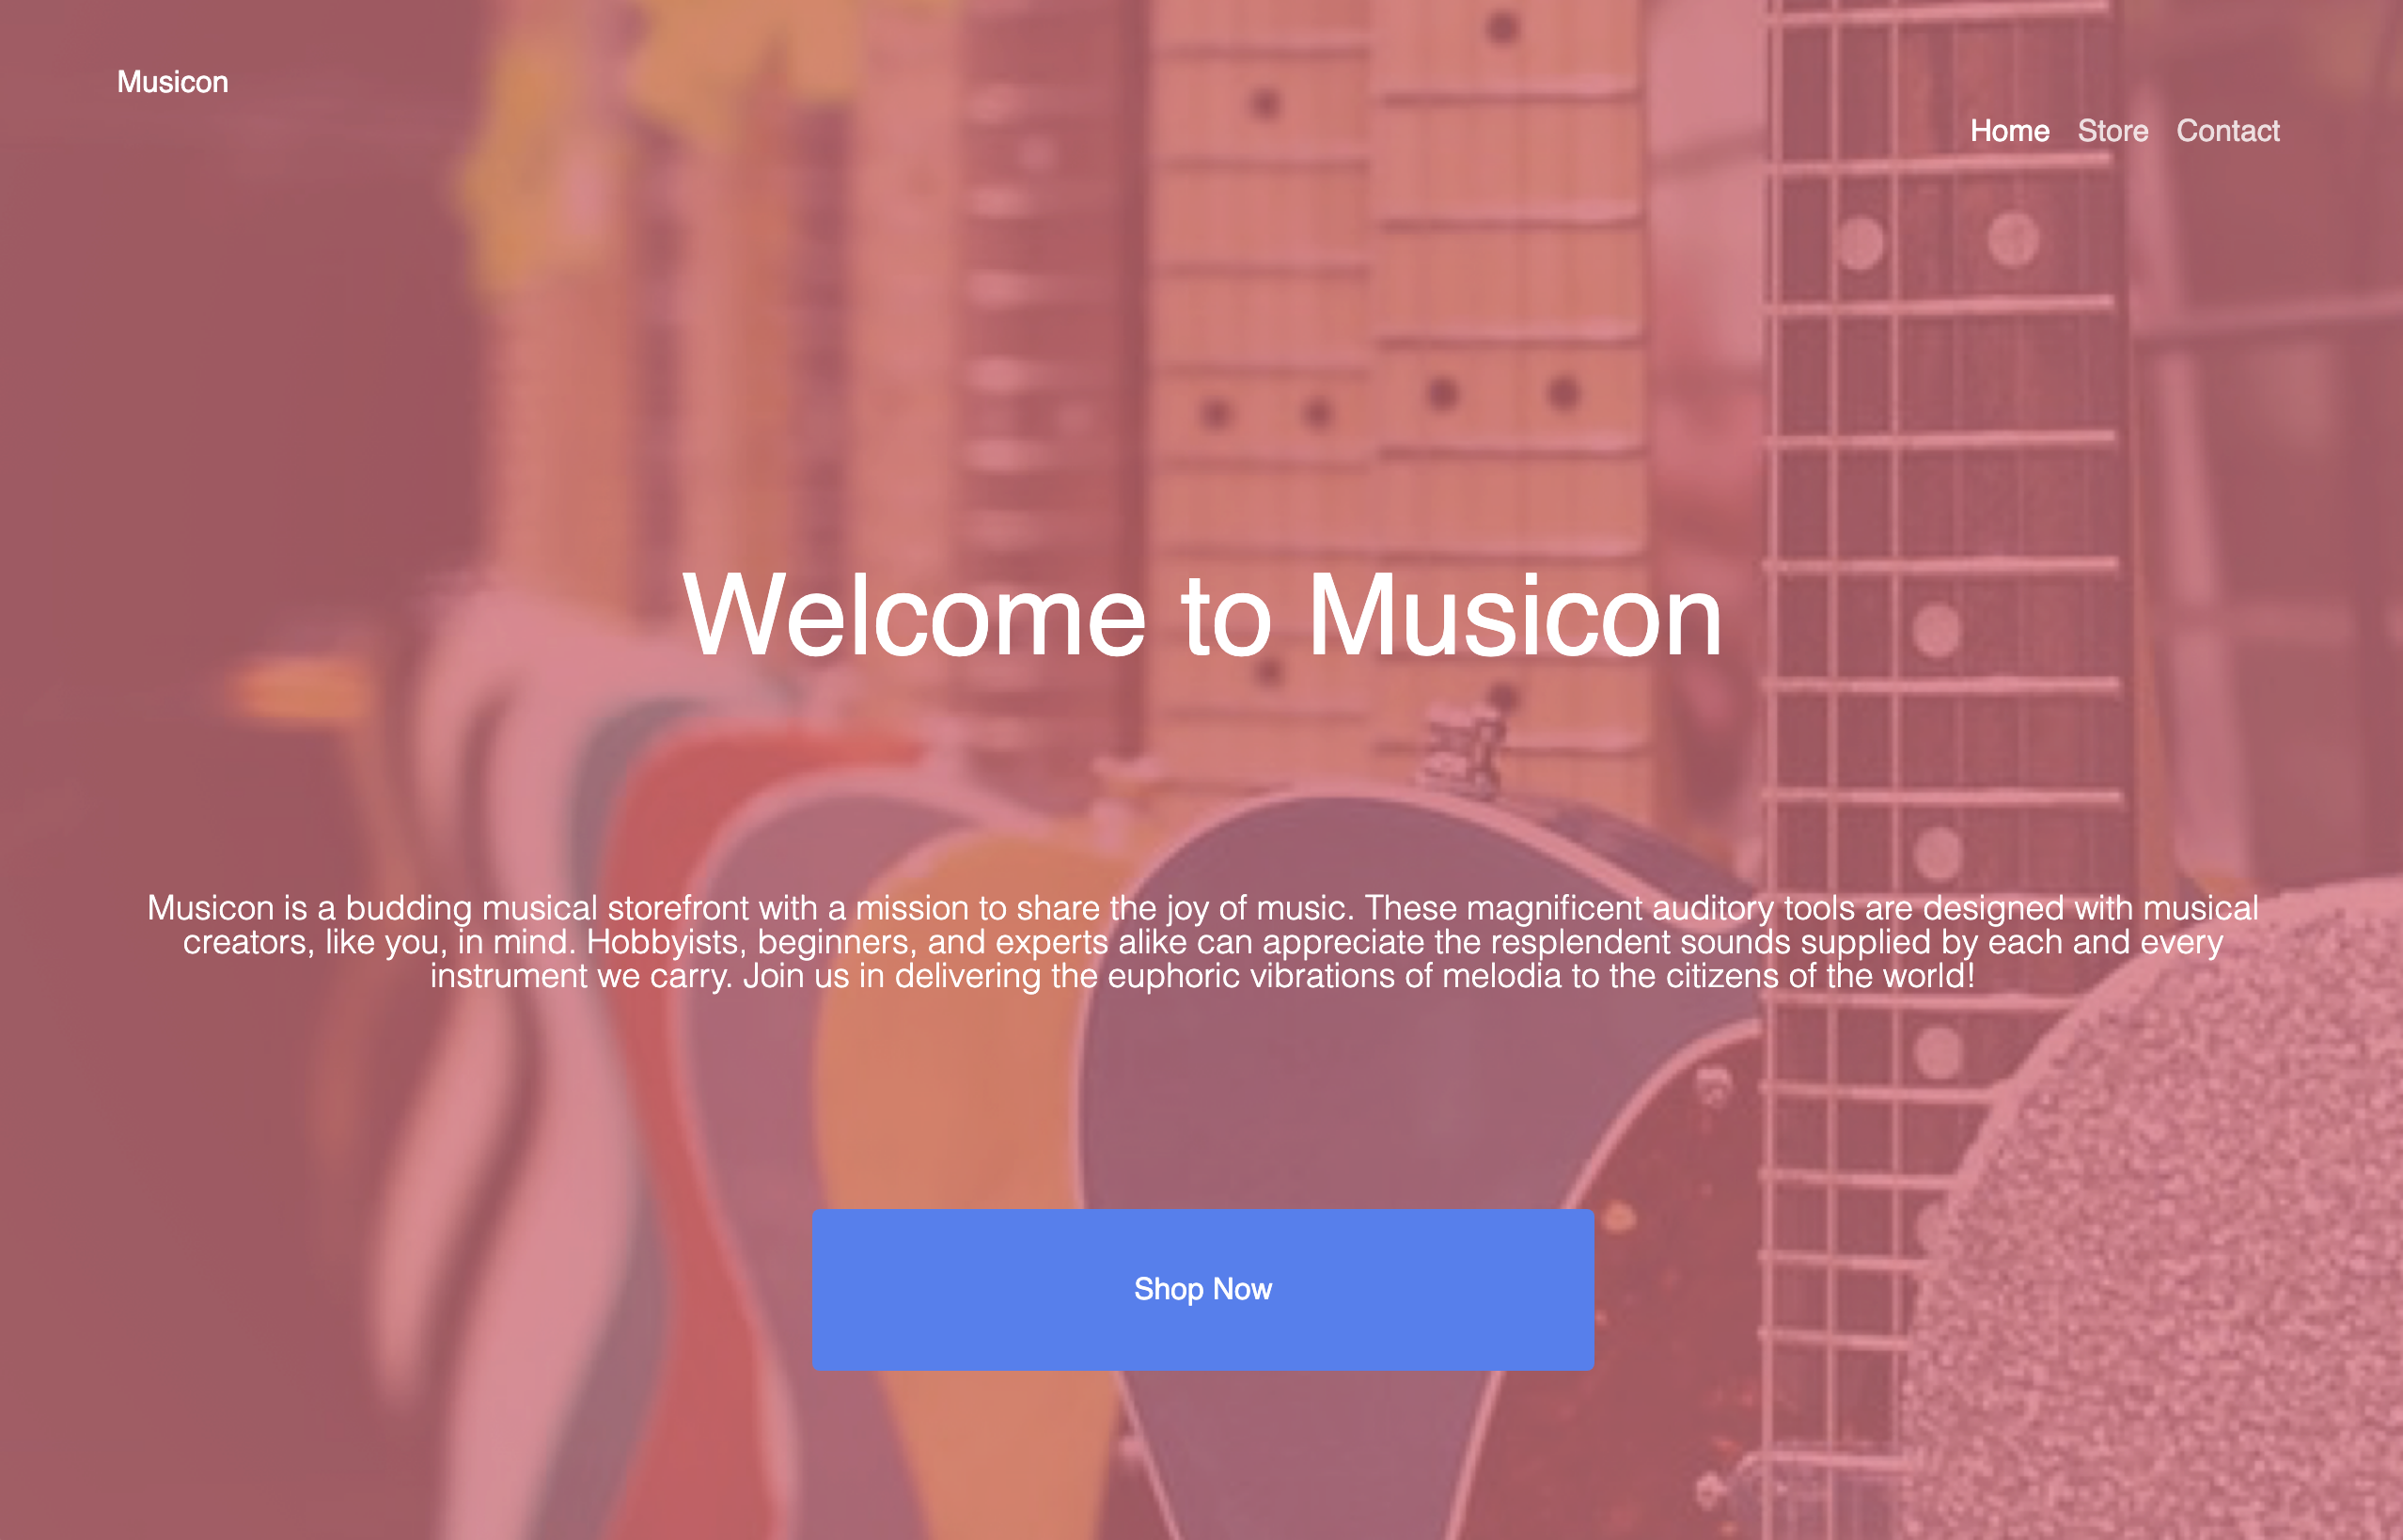 Musicon
Home Store Contact
Welcome to Musicon
Musicon is a budding musical storefront with a mission to share the joy of music. These magnificent auditory tools are designed with musical
creators, like you, in mind. Hobbyists, beginners, and experts alike can appreciate the resplendent sounds supplied by each and every
instrument we carry. Join us in delivering the euphoric vibrations of melodia to the citizens of the world!
Shop Now